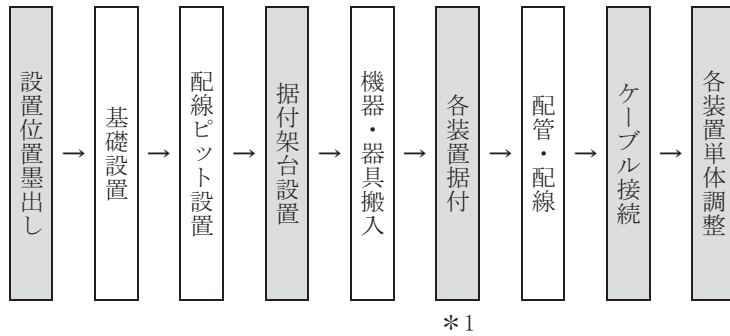 設置位置墨出し
→
基礎設置
→
配線ピット設置
→
据付架台設置
→
機器・器具搬入
→
各装置据付
→
配管・配線
→
ケーブル接続
→
各装置単体調整
＊1